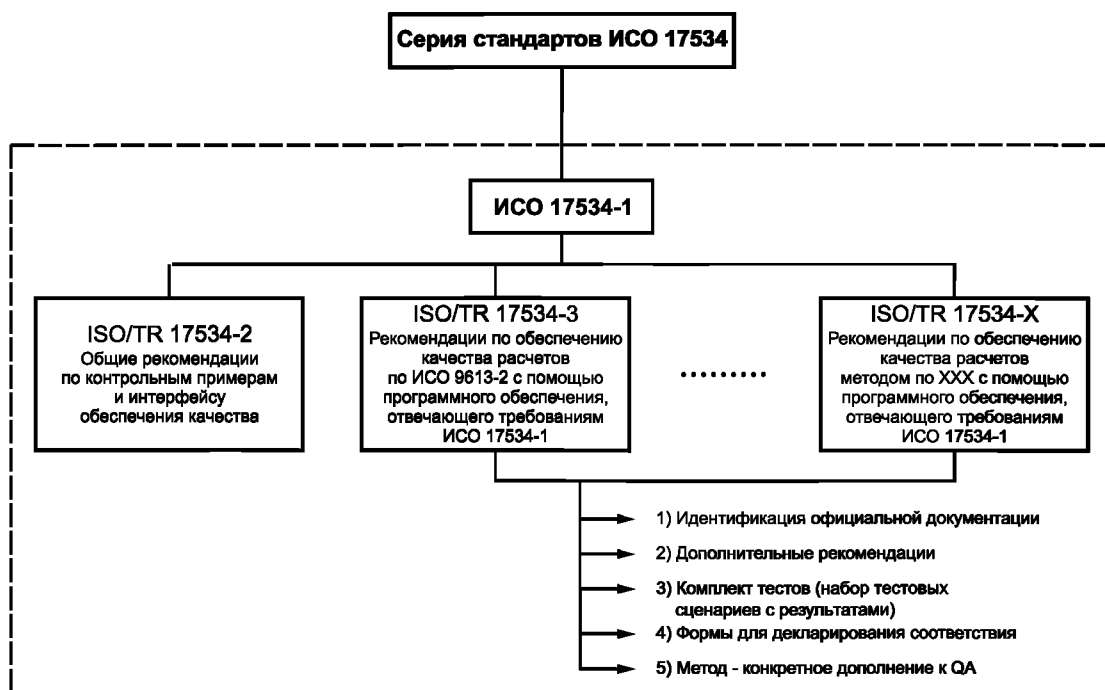 Серия стандартов ИСО 17534
ИСО 17534-1
ISO/TR 17534-2
Общие рекомендации
по контрольным примерам
и интерфейсу
обеспечения качества
ISO/TR 17534-3
Рекомендации по обеспечению
качества расчетов
по ИСО 9613-2 с помощью
программного обеспечения,
отвечающего требованиям
ИСО 17534-1
.........
ISO/TR 17534-X
Рекомендации по обеспечению
качества расчетов
методом по XXX с помощью
программного обеспечения,
отвечающего требованиям
ИСО 17534-1
1) Идентификация официальной документации
2) Дополнительные рекомендации
3) Комплект тестов (набор тестовых
сценариев с результатами)
4) Формы для декларирования соответствия
5) Метод - конкретное дополнение к QA